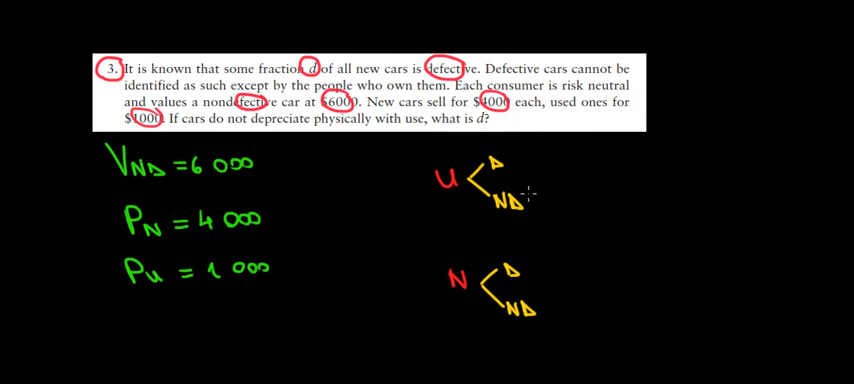 3. It is known that some fraction d of all new cars is defective. Defective cars cannot be
identified as such except by the people who own them. Each consumer is risk neutral
and values a nondefective car at $6000. New cars sell for $4000 each, used ones for
$1000. If cars do not depreciate physically with use, what is d?
V_ND = 6 000
P_N = 4 000
P_U = 1 000
U
D
ND
N
D
ND